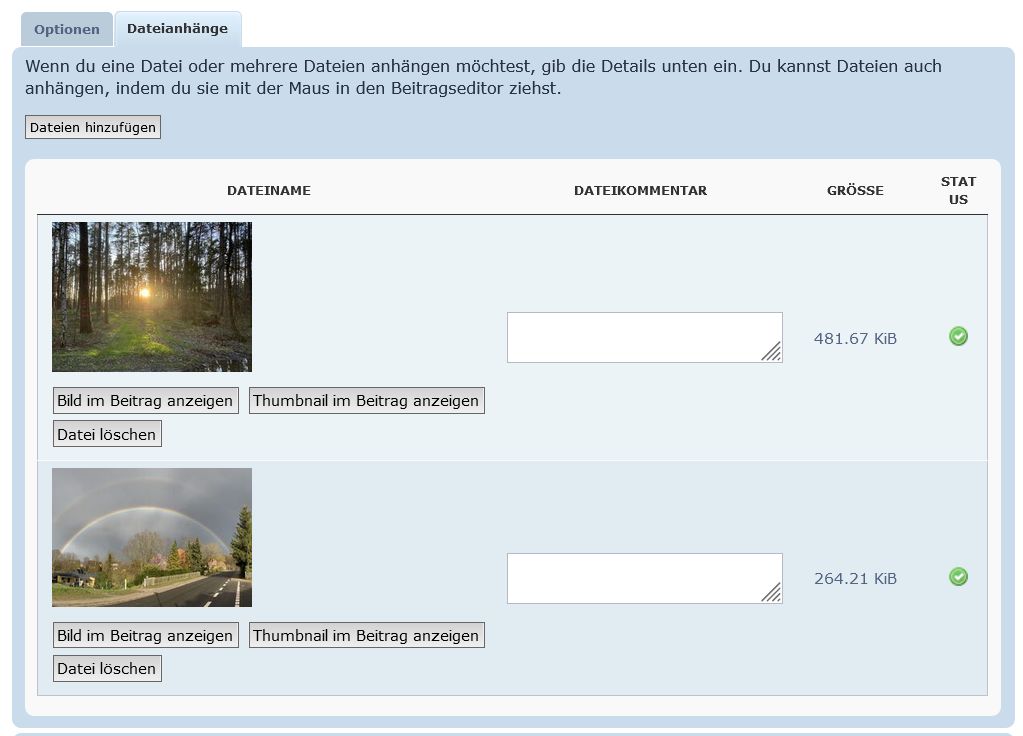 Optionen
Dateianhänge
Wenn du eine Datei oder mehrere Dateien anhängen möchtest, gib die Details unten ein. Du kannst Dateien auch
anhängen, indem du sie mit der Maus in den Beitragseditor ziehst.
Dateien hinzufügen
DATEINAME
DATEIKOMMENTAR
GRÖSSE
STAT
US
481.67 KiB
Bild im Beitrag anzeigen
Thumbnail im Beitrag anzeigen
Datei löschen
264.21 KiB
Bild im Beitrag anzeigen
Thumbnail im Beitrag anzeigen
Datei löschen